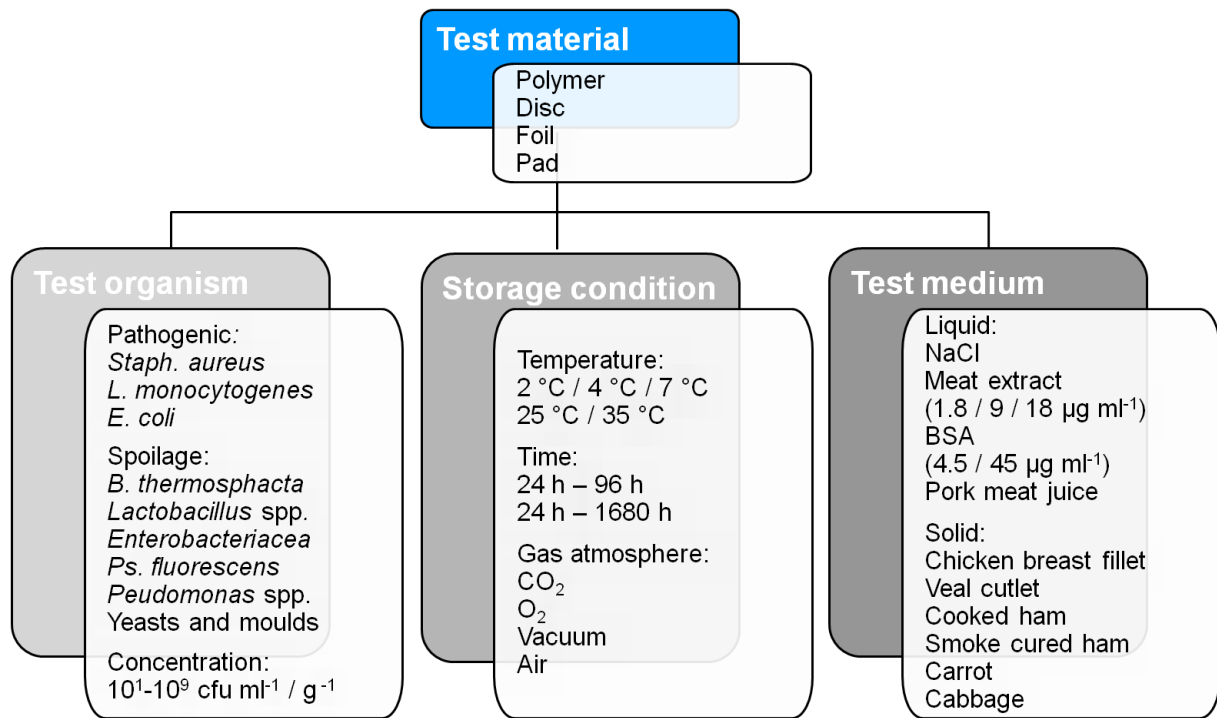 Test material
Polymer
Disc
Foil
Pad
Test organism
Pathogenic:
Staph. aureus
L. monocytogenes
E. coli
Spoilage:
B. thermosphacta
Lactobacillus spp.
Enterobacteriacea
Ps. fluorescens
Peudomonas spp.
Yeasts and moulds
Concentration:
10¹-10⁹ cfu ml⁻¹ / g⁻¹
Storage condition
Temperature:
2 °C / 4 °C / 7 °C
25 °C / 35 °C
Time:
24 h – 96 h
24 h – 1680 h
Gas atmosphere:
CO₂
O₂
Vacuum
Air
Test medium
Liquid:
NaCl
Meat extract
(1.8 / 9 / 18 µg ml⁻¹)
BSA
(4.5 / 45 µg ml⁻¹)
Pork meat juice
Solid:
Chicken breast fillet
Veal cutlet
Cooked ham
Smoke cured ham
Carrot
Cabbage